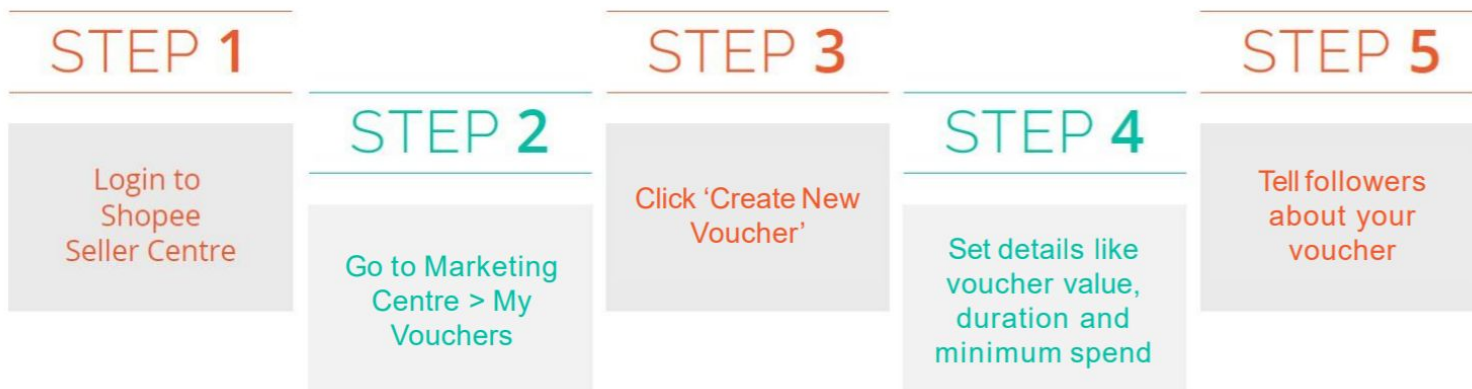 STEP 1
Login to
Shopee
Seller Centre
STEP 2
Go to Marketing
Centre > My
Vouchers
STEP 3
Click ‘Create New
Voucher’
STEP 4
Set details like
voucher value,
duration and
minimum spend
STEP 5
Tell followers
about your
voucher